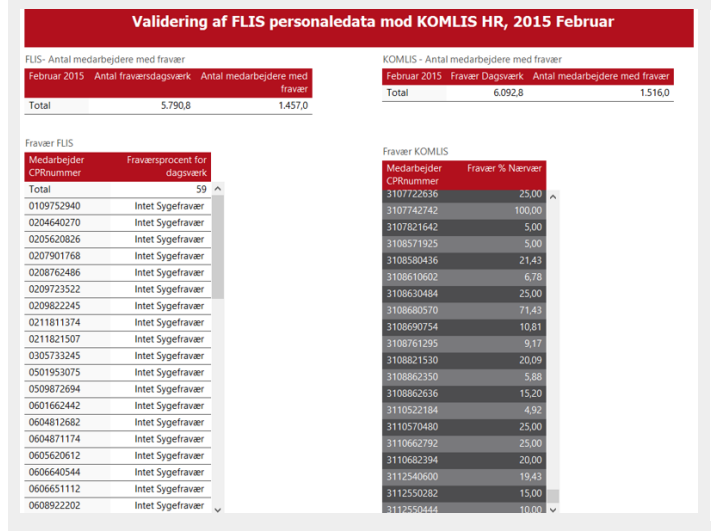 Validering af FLIS personaledata mod KOMLIS HR, 2015 Februar
FLIS- Antal medarbejdere med fravær
Februar 2015 Antal fraværsdagsværk Antal medarbejdere med
fravær
Total 5.790,8 1.457,0
KOMLIS - Antal medarbejdere med fravær
Februar 2015 Fravær Dagsværk Antal medarbejdere med fravær
Total 6.092,8 1.516,0
Fravær FLIS
Medarbejder Fraværsprocent for
CPRnummer dagsværk
Total 59
0109752940 Intet Sygefravær
0204640270 Intet Sygefravær
0205620826 Intet Sygefravær
0207901768 Intet Sygefravær
0208762486 Intet Sygefravær
0209723522 Intet Sygefravær
0209822245 Intet Sygefravær
0211811374 Intet Sygefravær
0211821507 Intet Sygefravær
0305733245 Intet Sygefravær
0501953075 Intet Sygefravær
0509872694 Intet Sygefravær
0601662442 Intet Sygefravær
0604812682 Intet Sygefravær
0604871174 Intet Sygefravær
0605620612 Intet Sygefravær
0606640544 Intet Sygefravær
0606651112 Intet Sygefravær
0608922202 Intet Sygefravær
Fravær KOMLIS
Medarbejder Fravær % Nærvær
CPRnummer
3107722636 25,00
3107742742 100,00
3107821642 5,00
3108571925 5,00
3108580436 21,43
3108610602 6,78
3108630484 25,00
3108680570 71,43
3108690754 10,81
3108761295 9,17
3108821530 20,09
3108862350 5,88
3108862636 15,20
3110522184 4,92
3110570480 25,00
3110662792 25,00
3110682394 20,00
3112540600 19,43
3112550282 15,00
3112550444 10,00